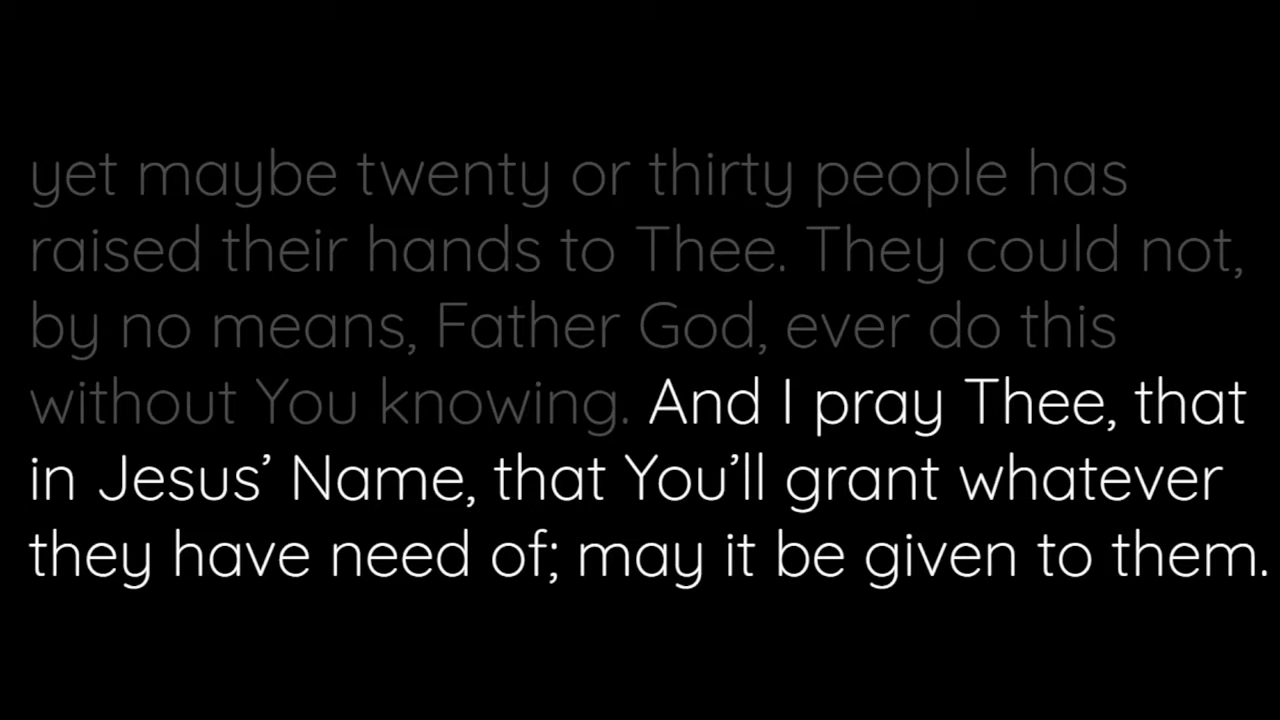 yet maybe twenty or thirty people has
raised their hands to Thee. They could not,
by no means, Father God, ever do this
without You knowing. And I pray Thee, that
in Jesus’ Name, that You’ll grant whatever
they have need of; may it be given to them.